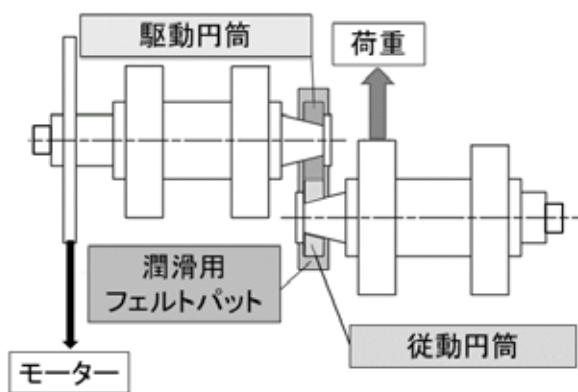 駆動円筒
荷重
潤滑用
フェルトパット
従動円筒
モーター